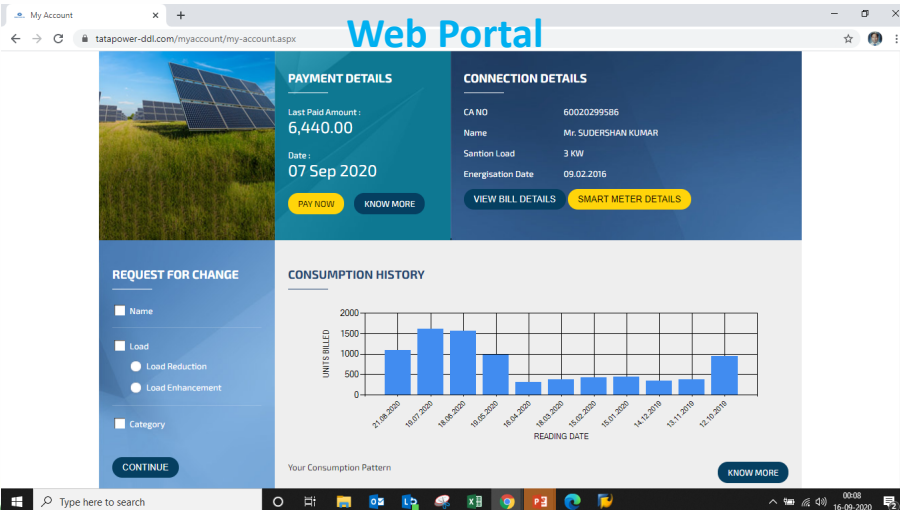 My Account
Web Portal
tatapower-ddl.com/myaccount/my-account.aspx
PAYMENT DETAILS
Last Paid Amount :
6,440.00
Date :
07 Sep 2020
PAY NOW
KNOW MORE
CONNECTION DETAILS
CA NO 60020299586
Name Mr. SUDERSHAN KUMAR
Santion Load 3 KW
Energisation Date 09.02.2016
VIEW BILL DETAILS
SMART METER DETAILS
REQUEST FOR CHANGE
Name
Load
Load Reduction
Load Enhancement
Category
CONTINUE
CONSUMPTION HISTORY
UNITS BILLED
2000
1500
1000
500
0
21.08.2020
19.07.2020
18.06.2020
19.05.2020
16.04.2020
18.03.2020
15.02.2020
15.01.2020
14.12.2019
13.11.2019
12.10.2019
READING DATE
Your Consumption Pattern
KNOW MORE
Type here to search
00:08
16-09-2020
2